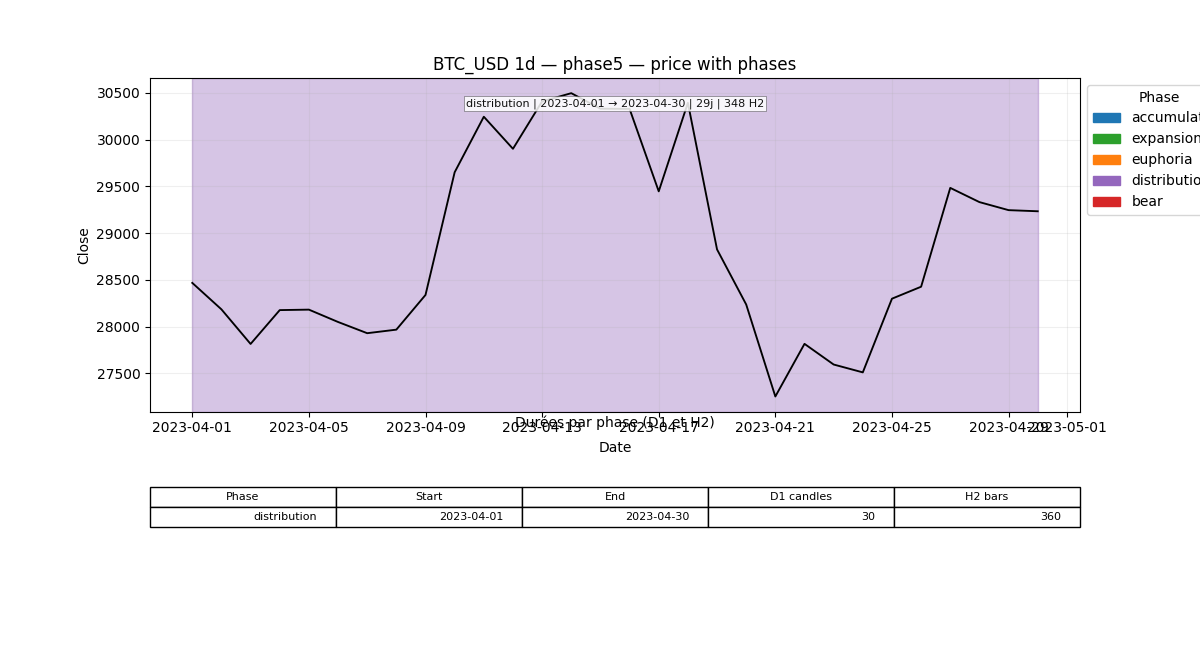 BTC_USD 1d — phase5 — price with phases
distribution | 2023-04-01 → 2023-04-30 | 29j | 348 H2
30500
30000
29500
29000
28500
28000
27500
Close
Phase
accumulat
expansion
euphoria
distributio
bear
Durées par phase (D1 et H2)
2023-04-01 2023-04-05 2023-04-09 2023-04-13 2023-04-17 2023-04-21 2023-04-25 2023-04-29 2023-05-01
Date
Phase Start End D1 candles H2 bars
distribution 2023-04-01 2023-04-30 30 360